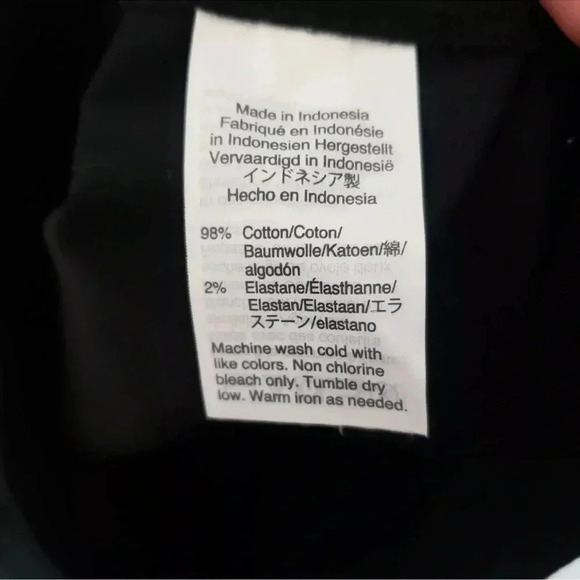 Made in Indonesia
Fabriqué en Indonésie
in Indonesien Hergestellt
Vervaardigd in Indonesië
インドネシア製
Hecho en Indonesia
98% Cotton/Coton/
Baumwolle/Katoen/綿/
algodón
2% Elastane/Élasthanne/
Elastan/Elastaan/エラ
ステーン/elastano
Machine wash cold with
like colors. Non chlorine
bleach only. Tumble dry
low. Warm iron as needed.